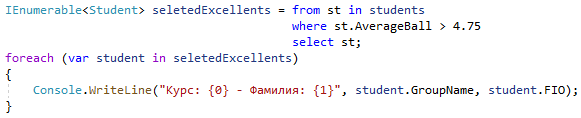 IEnumerable<Student> seletedExcellents = from st in students
where st.AverageBall > 4.75
select st;
foreach (var student in seletedExcellents)
{
Console.WriteLine("Курс: {0} - Фамилия: {1}", student.GroupName, student.FIO);
}